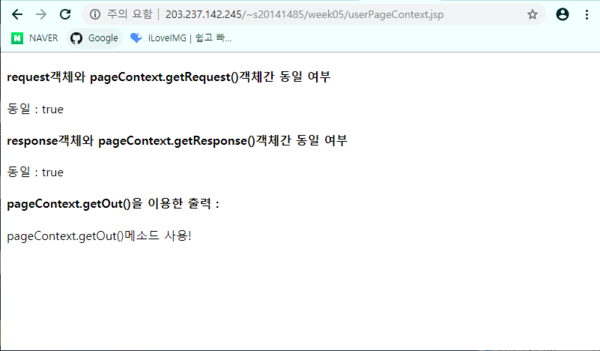 주의 요함 | 203.237.142.245/~s20141485/week05/userPageContext.jsp
NAVER Google iLoveIMG | 쉽고 빠...
request객체와 pageContext.getRequest()객체간 동일 여부
동일 : true
response객체와 pageContext.getResponse()객체간 동일 여부
동일 : true
pageContext.getOut()을 이용한 출력 :
pageContext.getOut()메소드 사용!